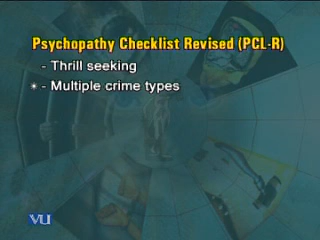 Psychopathy Checklist Revised (PCL-R)
- Thrill seeking
✴ - Multiple crime types
VU